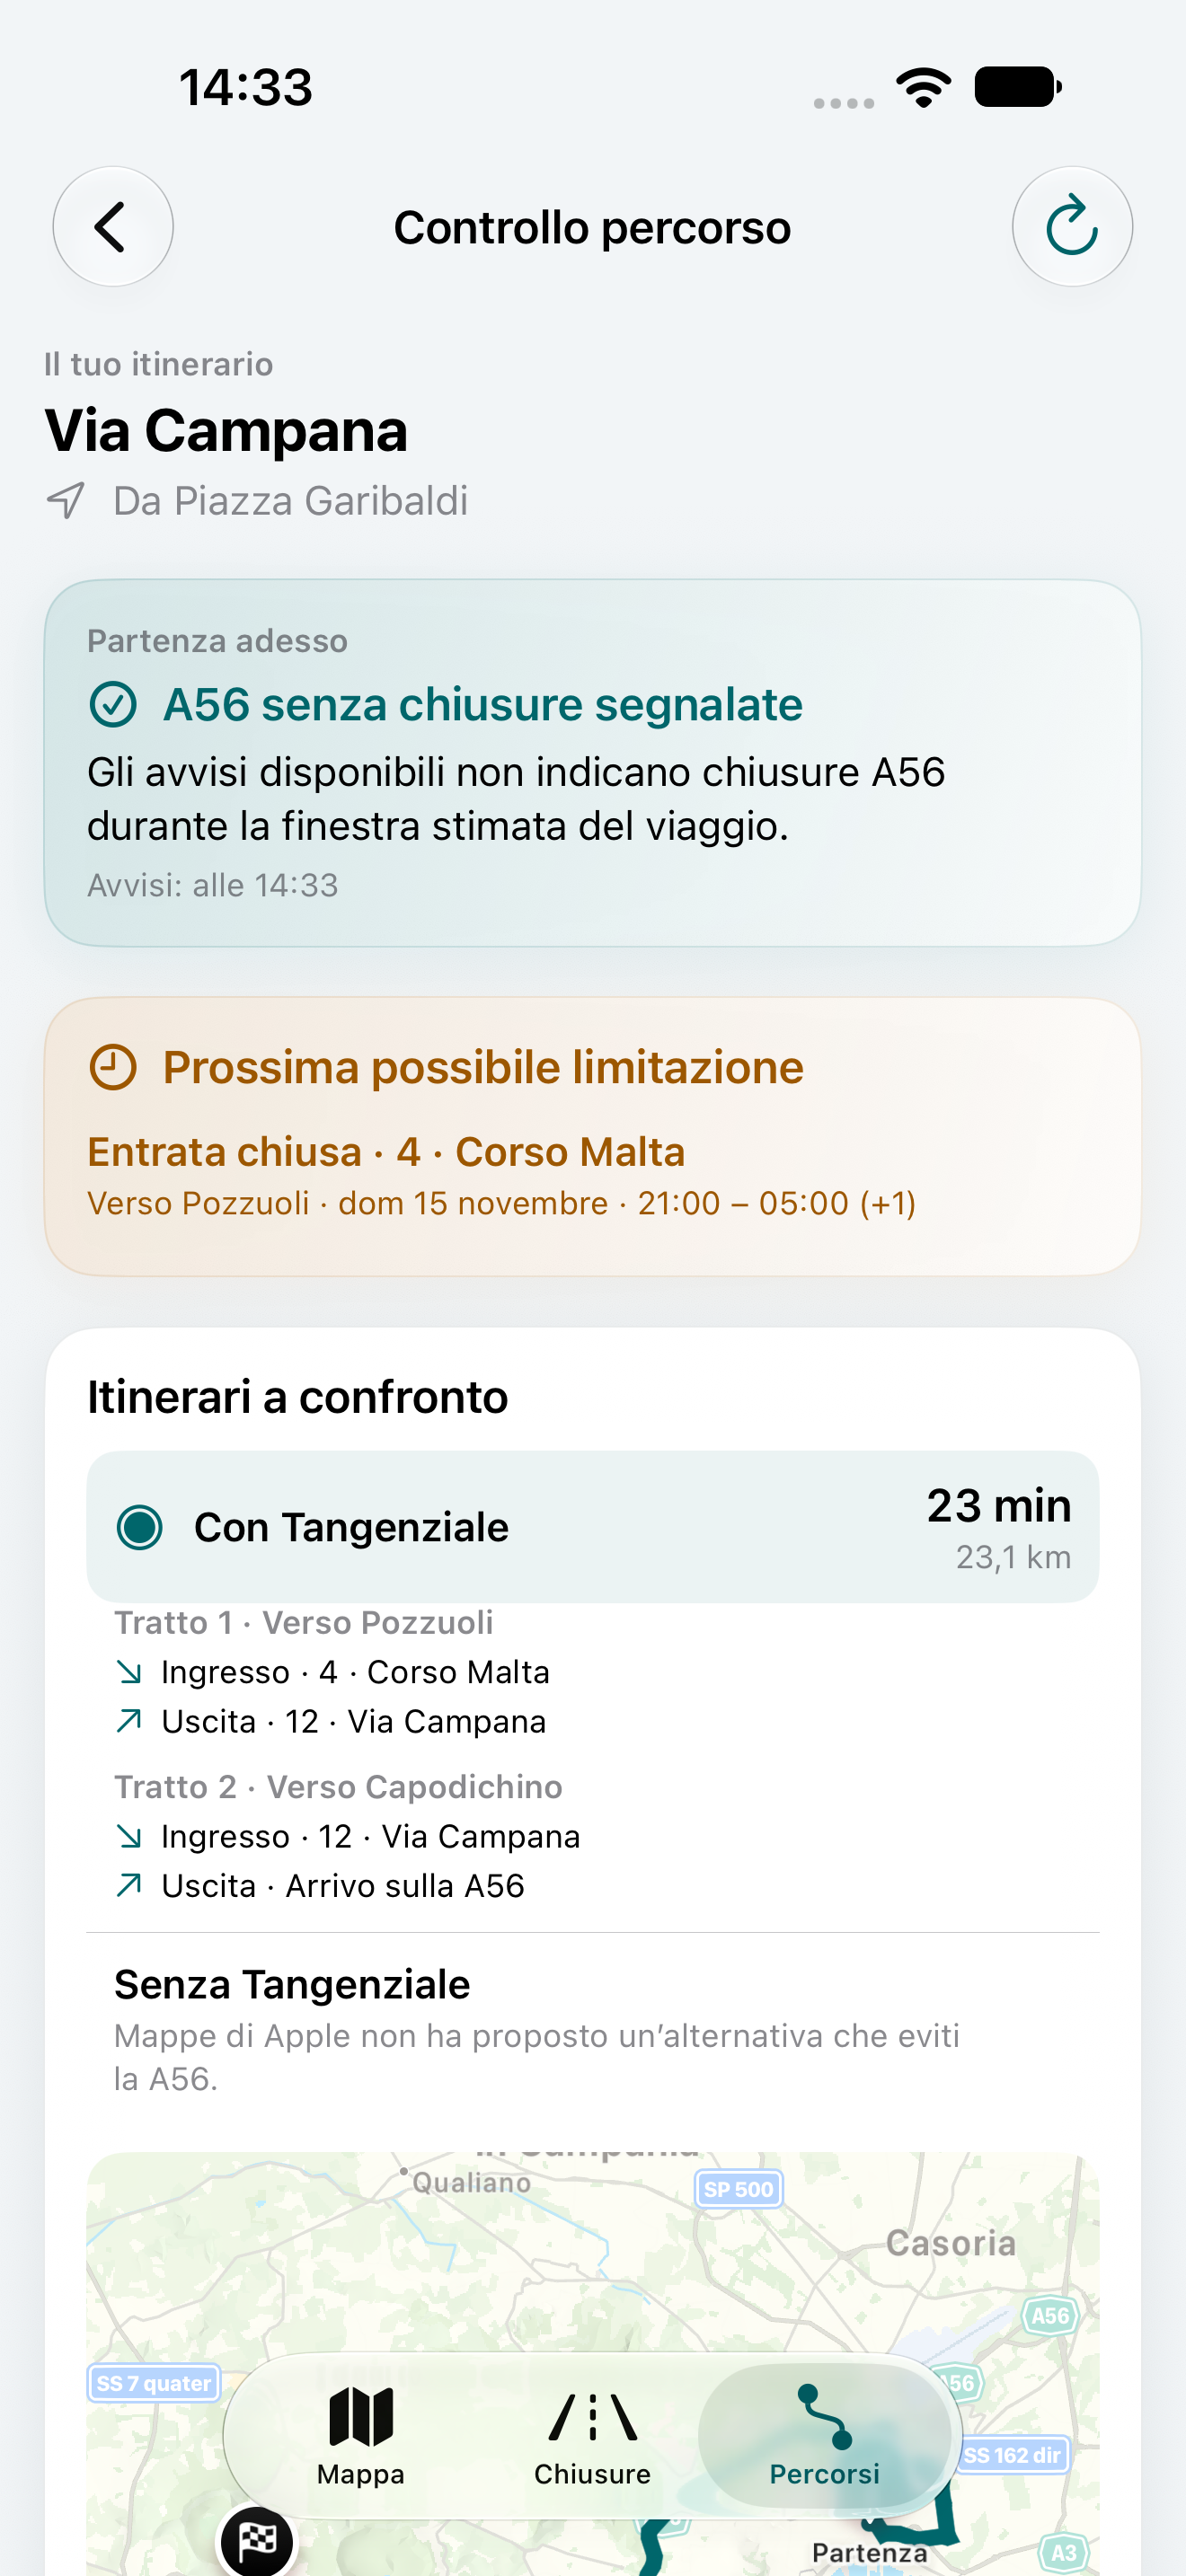 14:33
Controllo percorso
Il tuo itinerario
Via Campana
Da Piazza Garibaldi
Partenza adesso
A56 senza chiusure segnalate
Gli avvisi disponibili non indicano chiusure A56
durante la finestra stimata del viaggio.
Avvisi: alle 14:33
Prossima possibile limitazione
Entrata chiusa · 4 · Corso Malta
Verso Pozzuoli · dom 15 novembre · 21:00 – 05:00 (+1)
Itinerari a confronto
Con Tangenziale
23 min
23,1 km
Tratto 1 · Verso Pozzuoli
Ingresso · 4 · Corso Malta
Uscita · 12 · Via Campana
Tratto 2 · Verso Capodichino
Ingresso · 12 · Via Campana
Uscita · Arrivo sulla A56
Senza Tangenziale
Mappe di Apple non ha proposto un’alternativa che eviti
la A56.
in Campania
Qualiano
SP 500
Casoria
A56
SS 7 quater
A56
SS 162 dir
Mappa
Chiusure
Percorsi
Partenza
A3